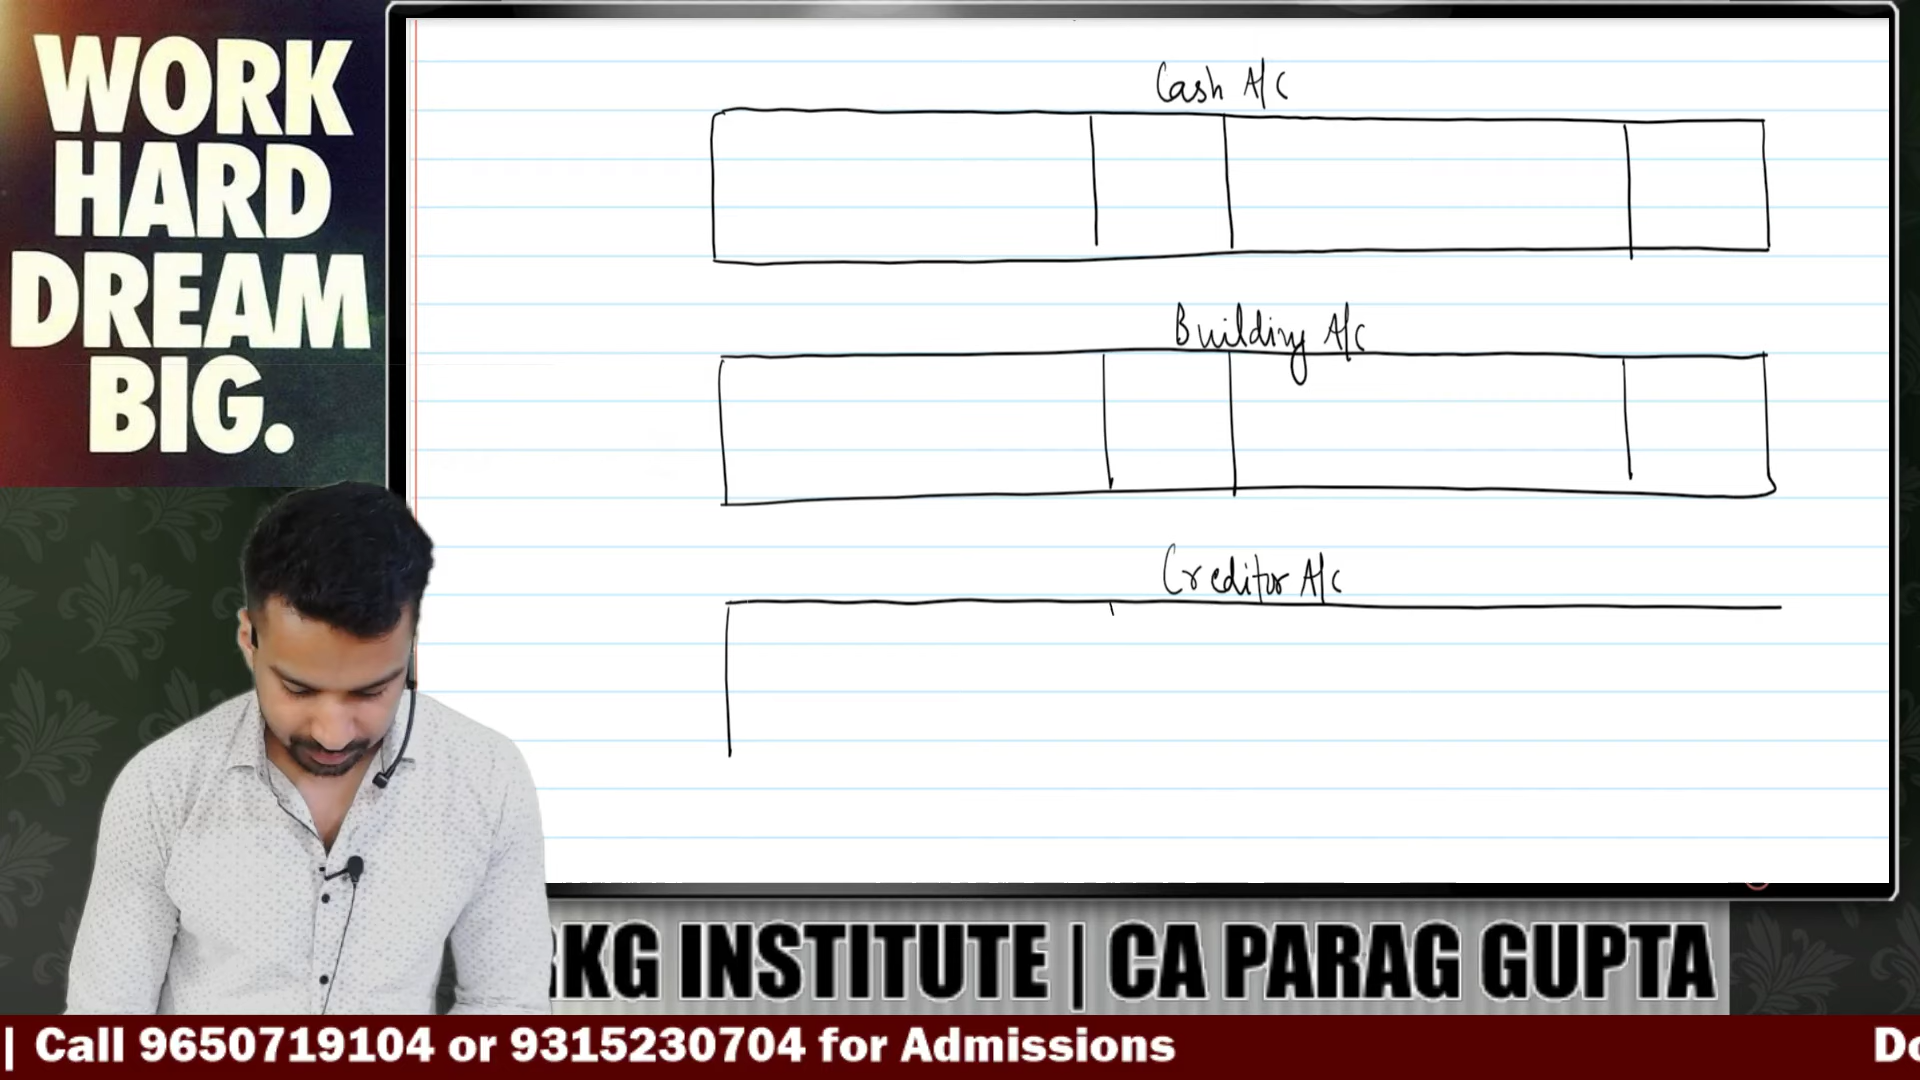 WORK
HARD
DREAM
BIG.
Cash A/C
Building A/C
Creditor A/C
RKG INSTITUTE | CA PARAG GUPTA
| Call 9650719104 or 9315230704 for Admissions